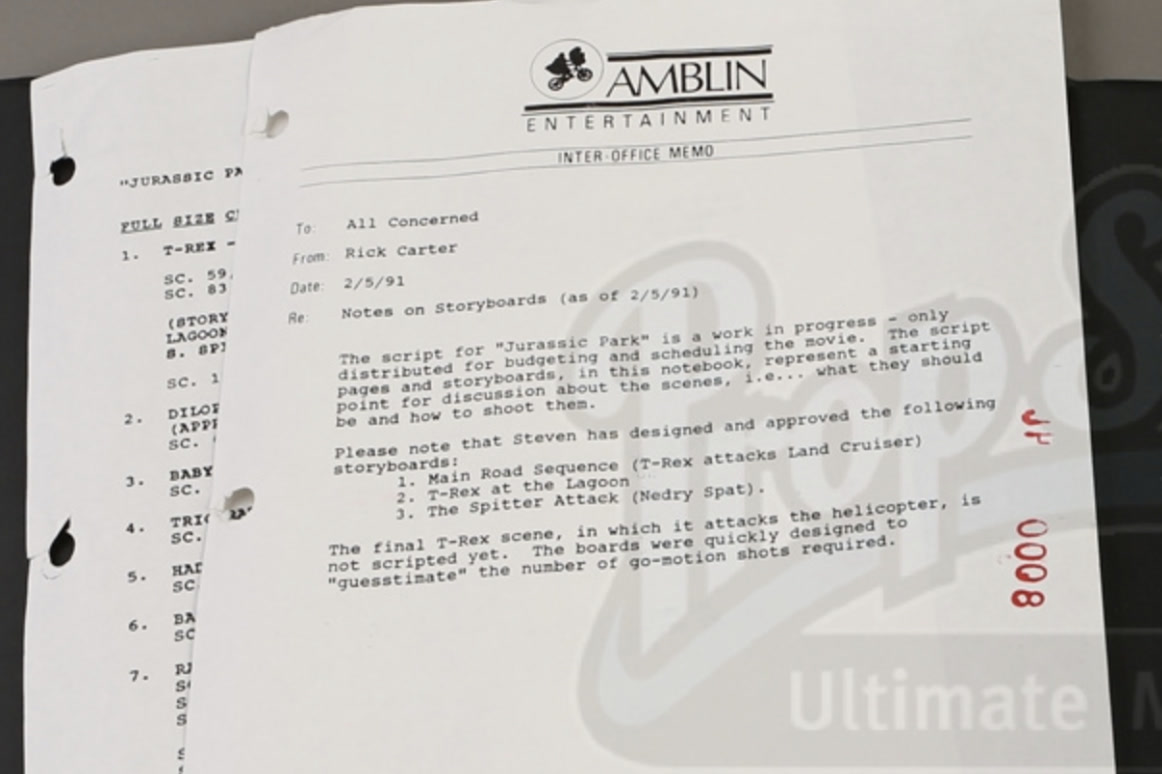 "JURASSIC PA
FULL SIZE C
1. T-REX -
SC. 59,
SC. 83
(STORY
LAGOON
S. SPI
SC. 1
2. DILOP
(APPE
SC.
3. BABY
SC.
4. TRIC
SC.
5. HAD
SC
6. BA
SC
7.
AMBLIN
ENTERTAINMENT
INTER-OFFICE MEMO
To: All Concerned
From: Rick Carter
Date: 2/5/91
Re: Notes on Storyboards (as of 2/5/91)
The script for "Jurassic Park" is a work in progress - only
distributed for budgeting and scheduling the movie. The script
pages and storyboards, in this notebook, represent a starting
point for discussion about the scenes, i.e... what they should
be and how to shoot them.
Please note that Steven has designed and approved the following
storyboards:
1. Main Road Sequence (T-Rex attacks Land Cruiser)
2. T-Rex at the Lagoon
3. The Spitter Attack (Nedry Spat).
The final T-Rex scene, in which it attacks the helicopter, is
not scripted yet. The boards were quickly designed to
"guesstimate" the number of go-motion shots required.
0008
PropS
Ultimate M